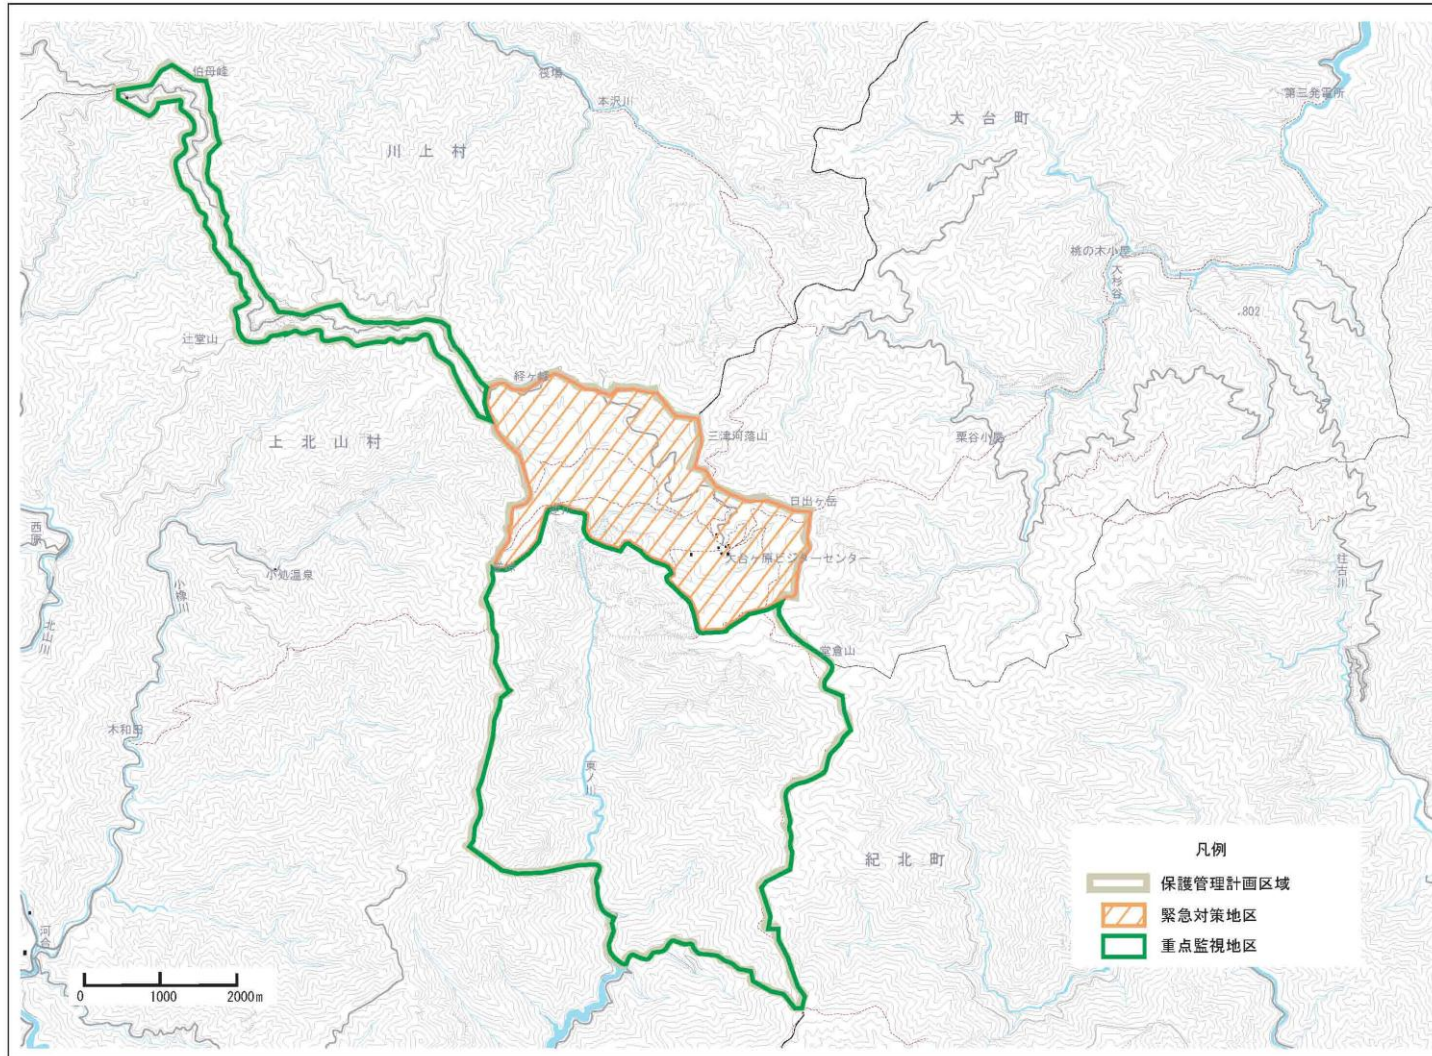 伯母峰
筏場
本沢川
第三発電所
大台町
川上村
桃の木小屋
大杉谷
.802
辻堂山
経ヶ峰
三津河落山
粟谷小屋
上北山村
日出ヶ岳
西原
大台ヶ原ビジターセンター
小処温泉
小橡川
北山川
堂倉山
木和田
東ノ川
紀北町
河合
凡例
保護管理計画区域
緊急対策地区
重点監視地区
0 1000 2000m